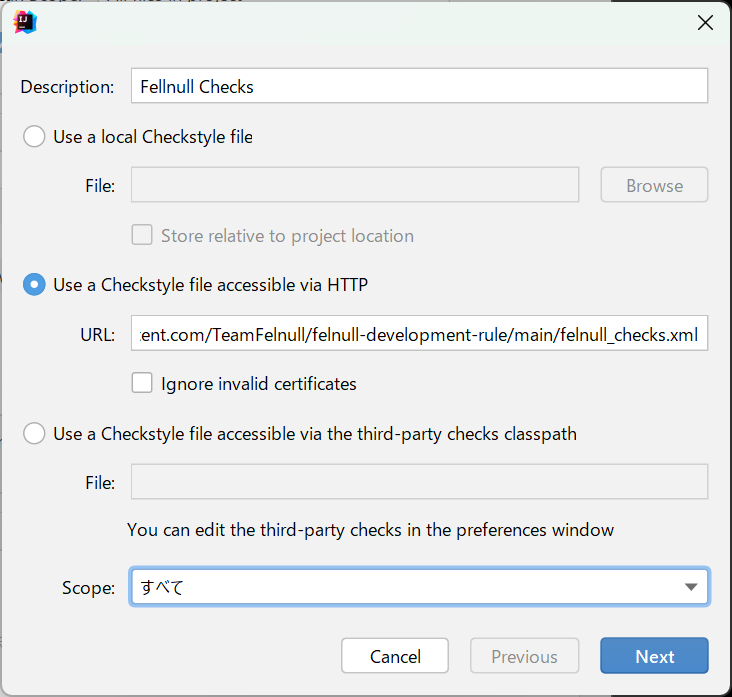 Description: Fellnull Checks
Use a local Checkstyle file
File: Browse
Store relative to project location
Use a Checkstyle file accessible via HTTP
URL: ent.com/TeamFelnull/felnull-development-rule/main/felnull_checks.xml
Ignore invalid certificates
Use a Checkstyle file accessible via the third-party checks classpath
File:
You can edit the third-party checks in the preferences window
Scope: すべて
Cancel Previous Next